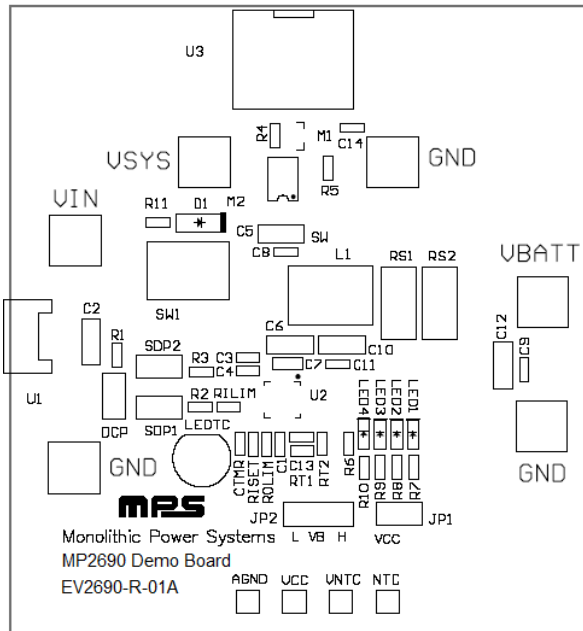 U3
R4
M1
C14
VSYS
GND
R5
VIN
R11
D1
M2
C5
SW
C8
L1
RS1
RS2
VBATT
SW1
C2
C6
C10
C12
C9
R1
SDP2
C3
C7
C11
R3
C4
U1
R2
RILIM
U2
LED4
LED3
LED2
LED1
DCP
SDP1
LEDTC
GND
CTMR
RISET
ROLIM
C1
C13
RT1
RT2
R6
R10
R9
R8
R7
GND
mps
JP2
JP1
L VB H
VCC
Monolithic Power Systems
MP2690 Demo Board
EV2690-R-01A
AGND
VCC
VNTC
NTC